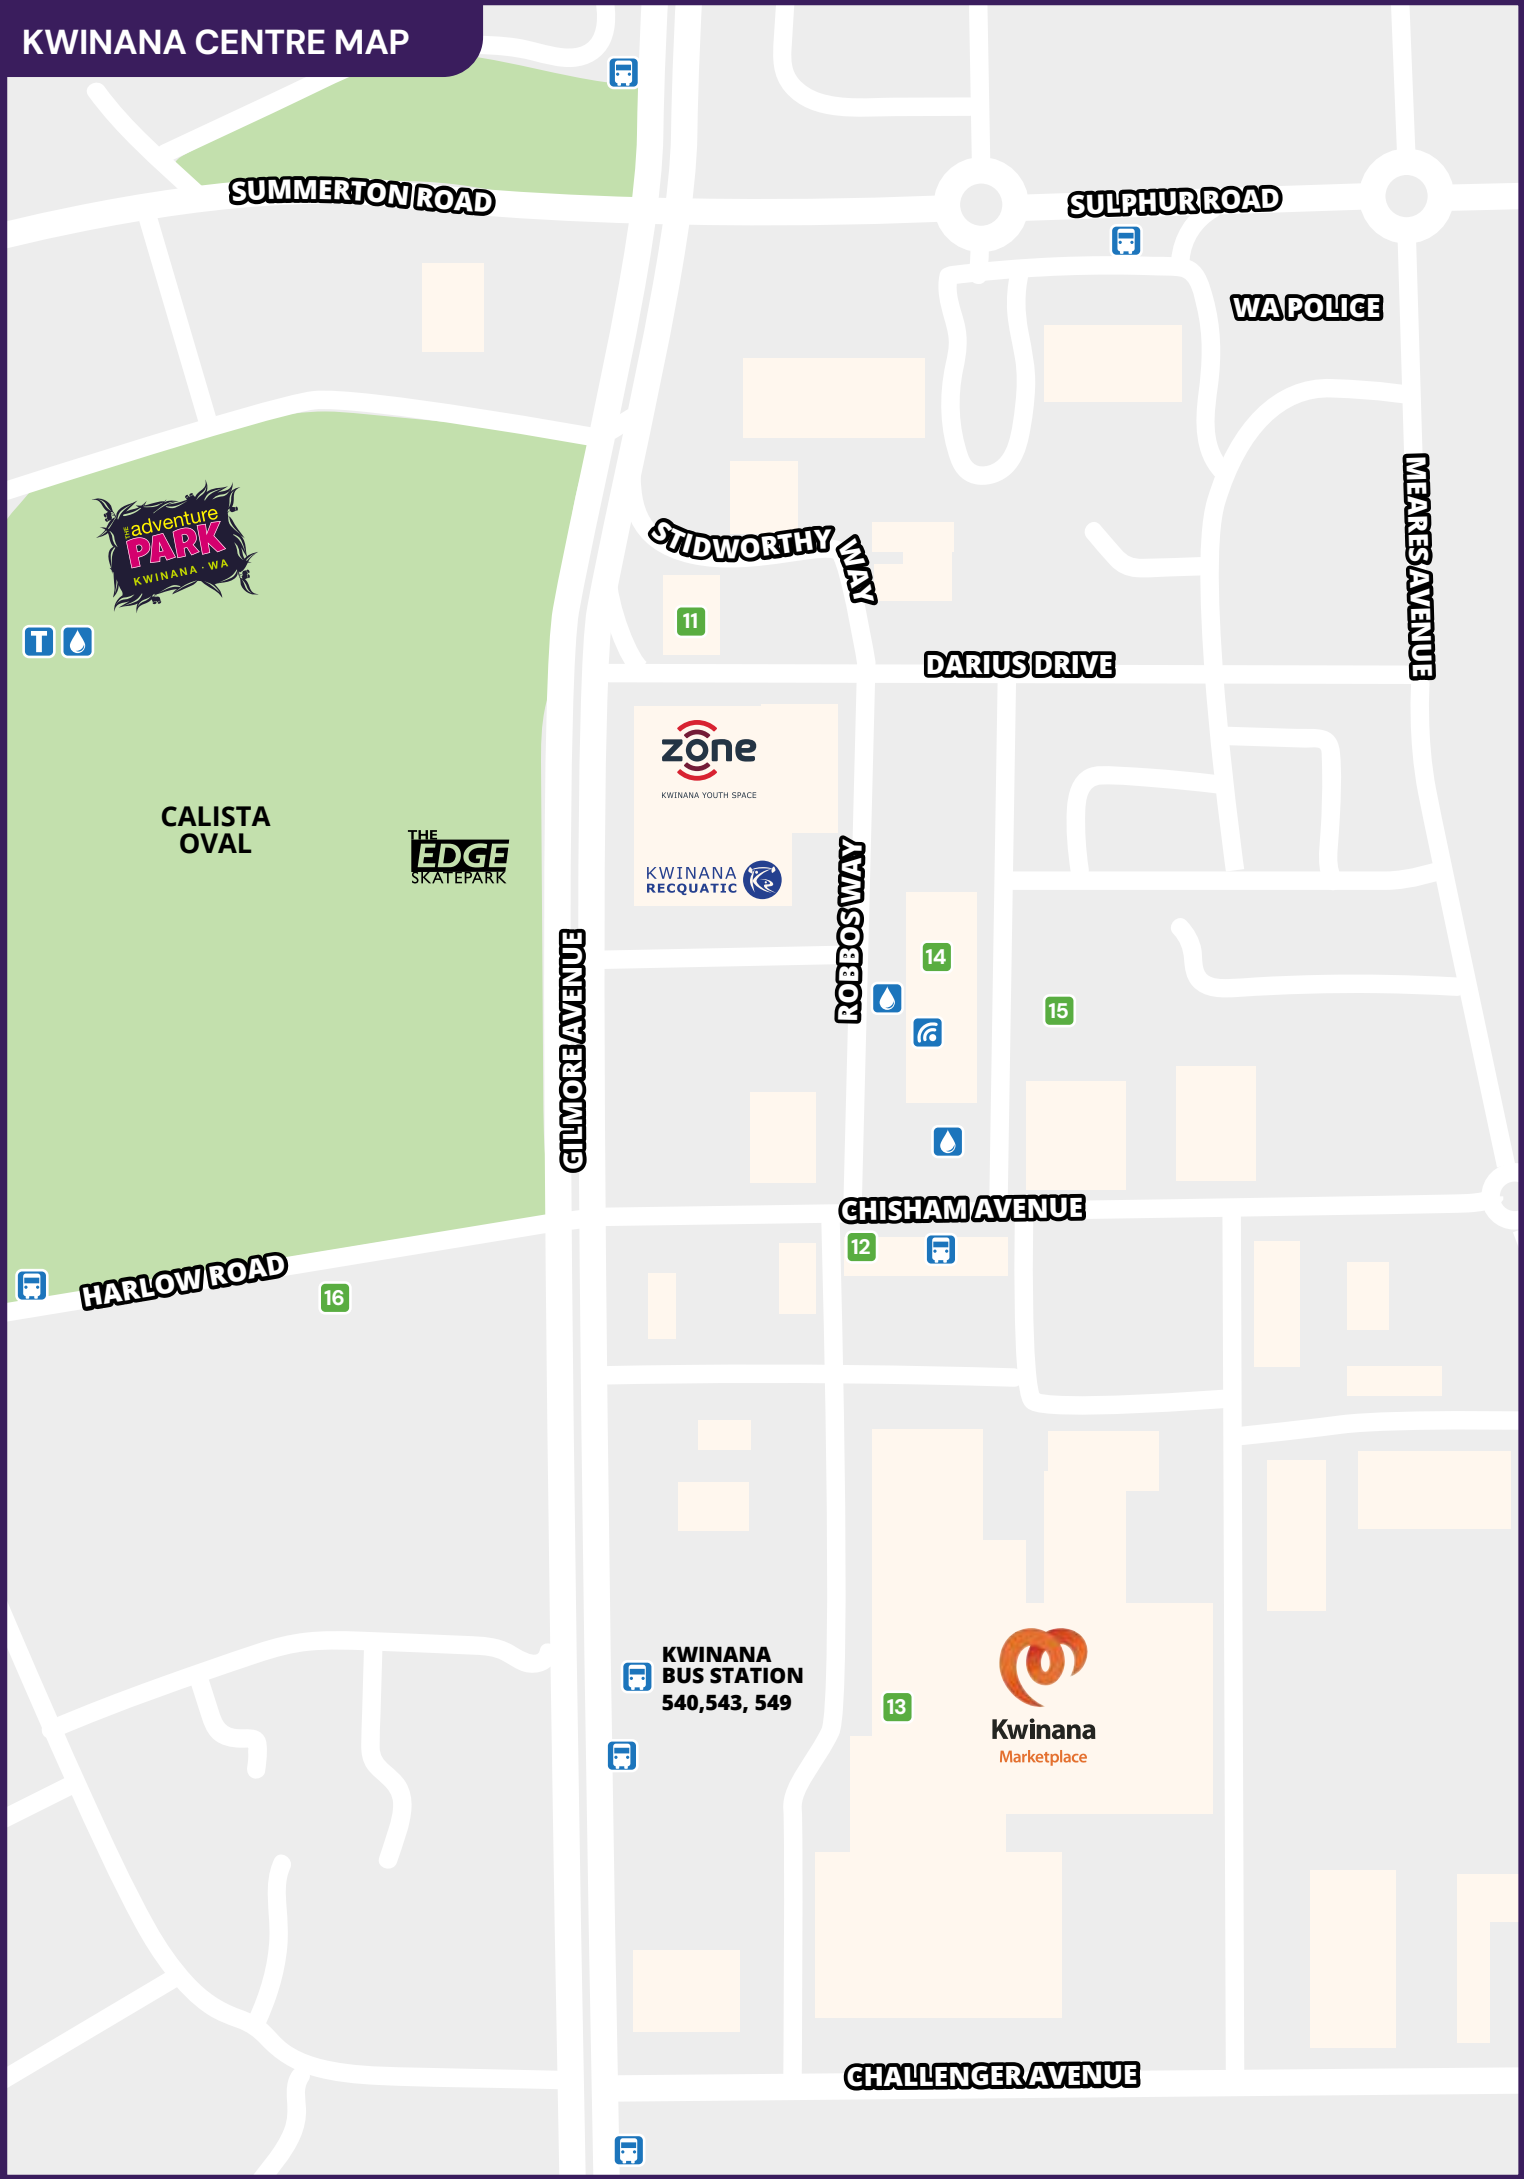 KWINANA CENTRE MAP
SUMMERTON ROAD
SULPHUR ROAD
WA POLICE
MEARES AVENUE
THE
adventure
PARK
KWINANA · WA
STIDWORTHY WAY
11
T
DARIUS DRIVE
zone
KWINANA YOUTH SPACE
CALISTA
OVAL
THE
EDGE
SKATEPARK
KWINANA
RECQUATIC
ROBBOS WAY
GILMORE AVENUE
14
15
CHISHAM AVENUE
12
HARLOW ROAD
16
KWINANA
BUS STATION
540,543, 549
13
Kwinana
Marketplace
CHALLENGER AVENUE